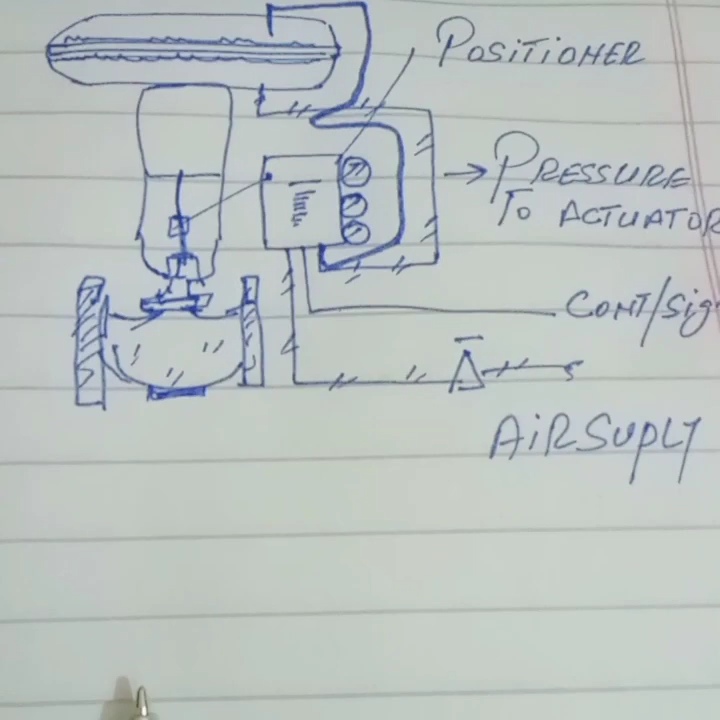 POSITIONER
PRESSURE
TO ACTUATOR
CONT/Sig
AiR SUPLY